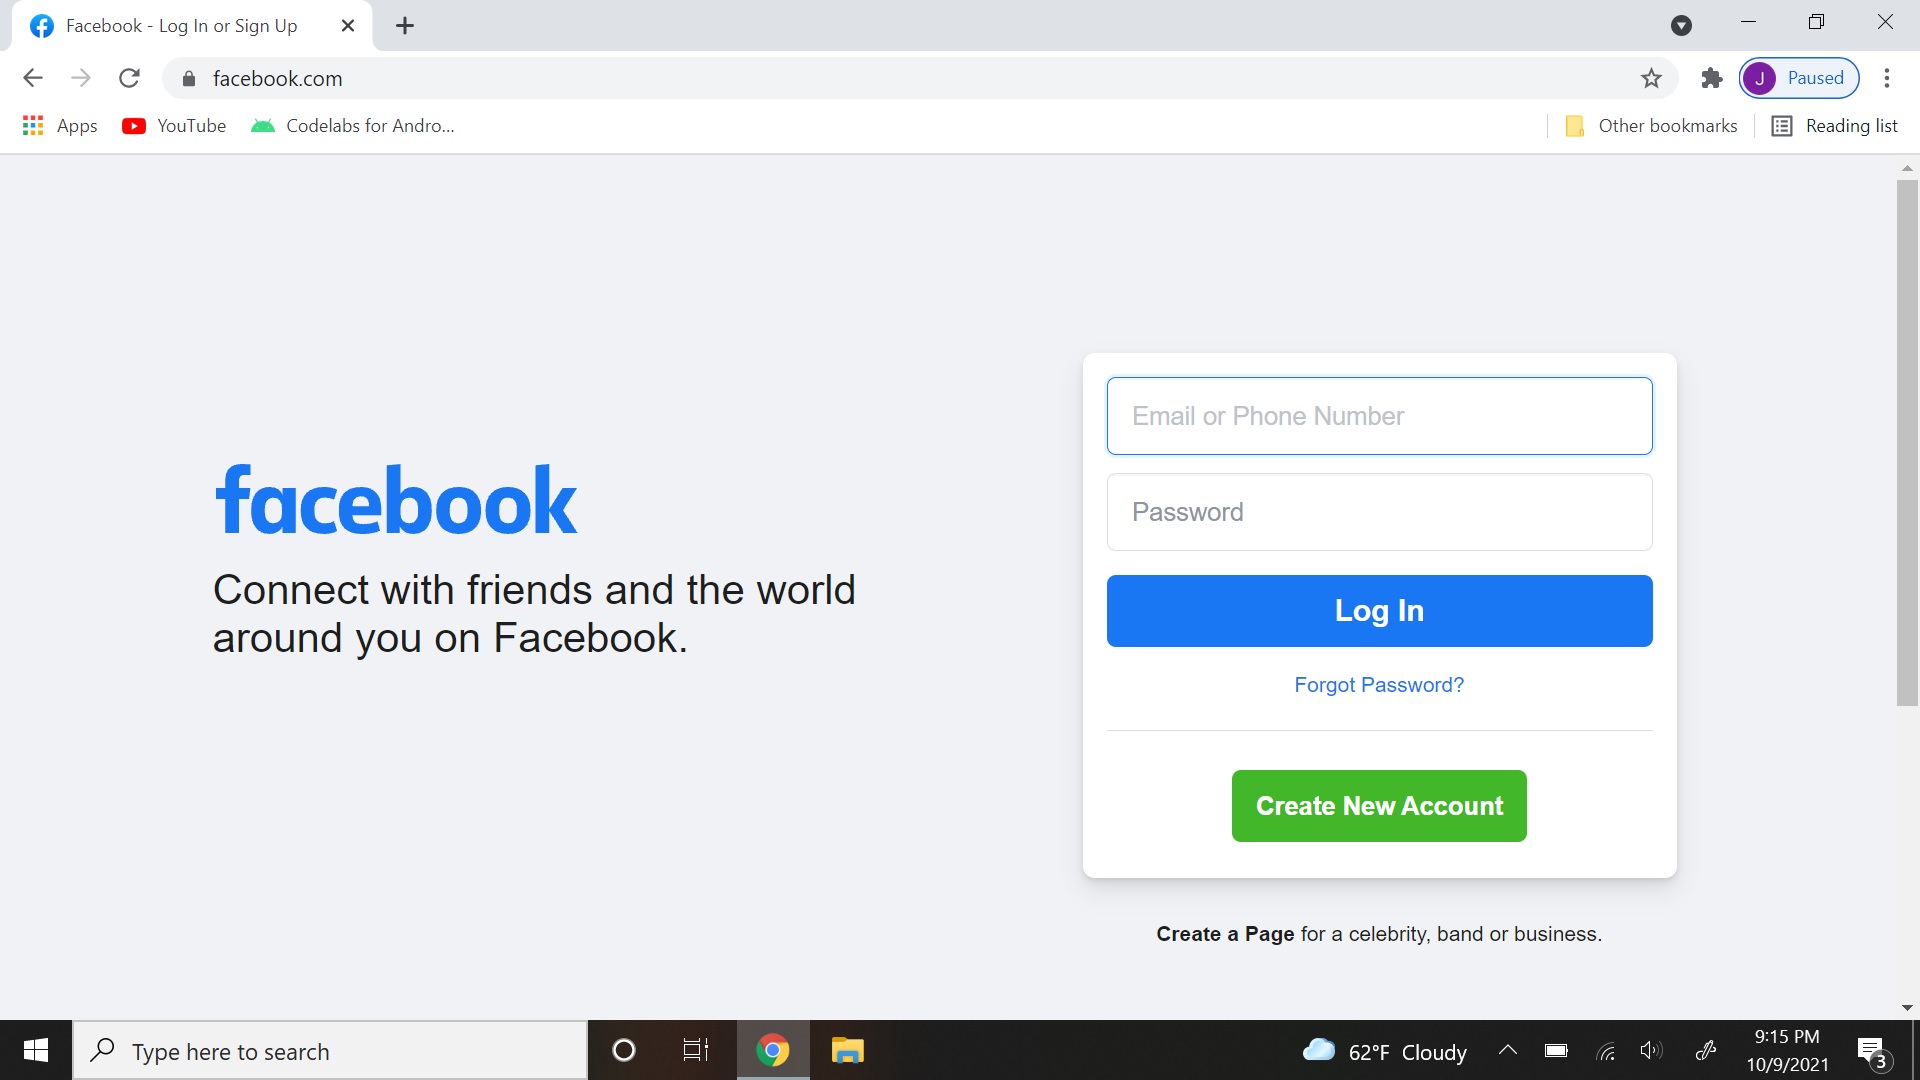 Facebook - Log In or Sign Up
facebook.com
J
Paused
Apps
YouTube
Codelabs for Andro...
Other bookmarks
Reading list
facebook
Connect with friends and the world
around you on Facebook.
Email or Phone Number
Password
Log In
Forgot Password?
Create New Account
Create a Page for a celebrity, band or business.
Type here to search
62°F Cloudy
9:15 PM
10/9/2021
3